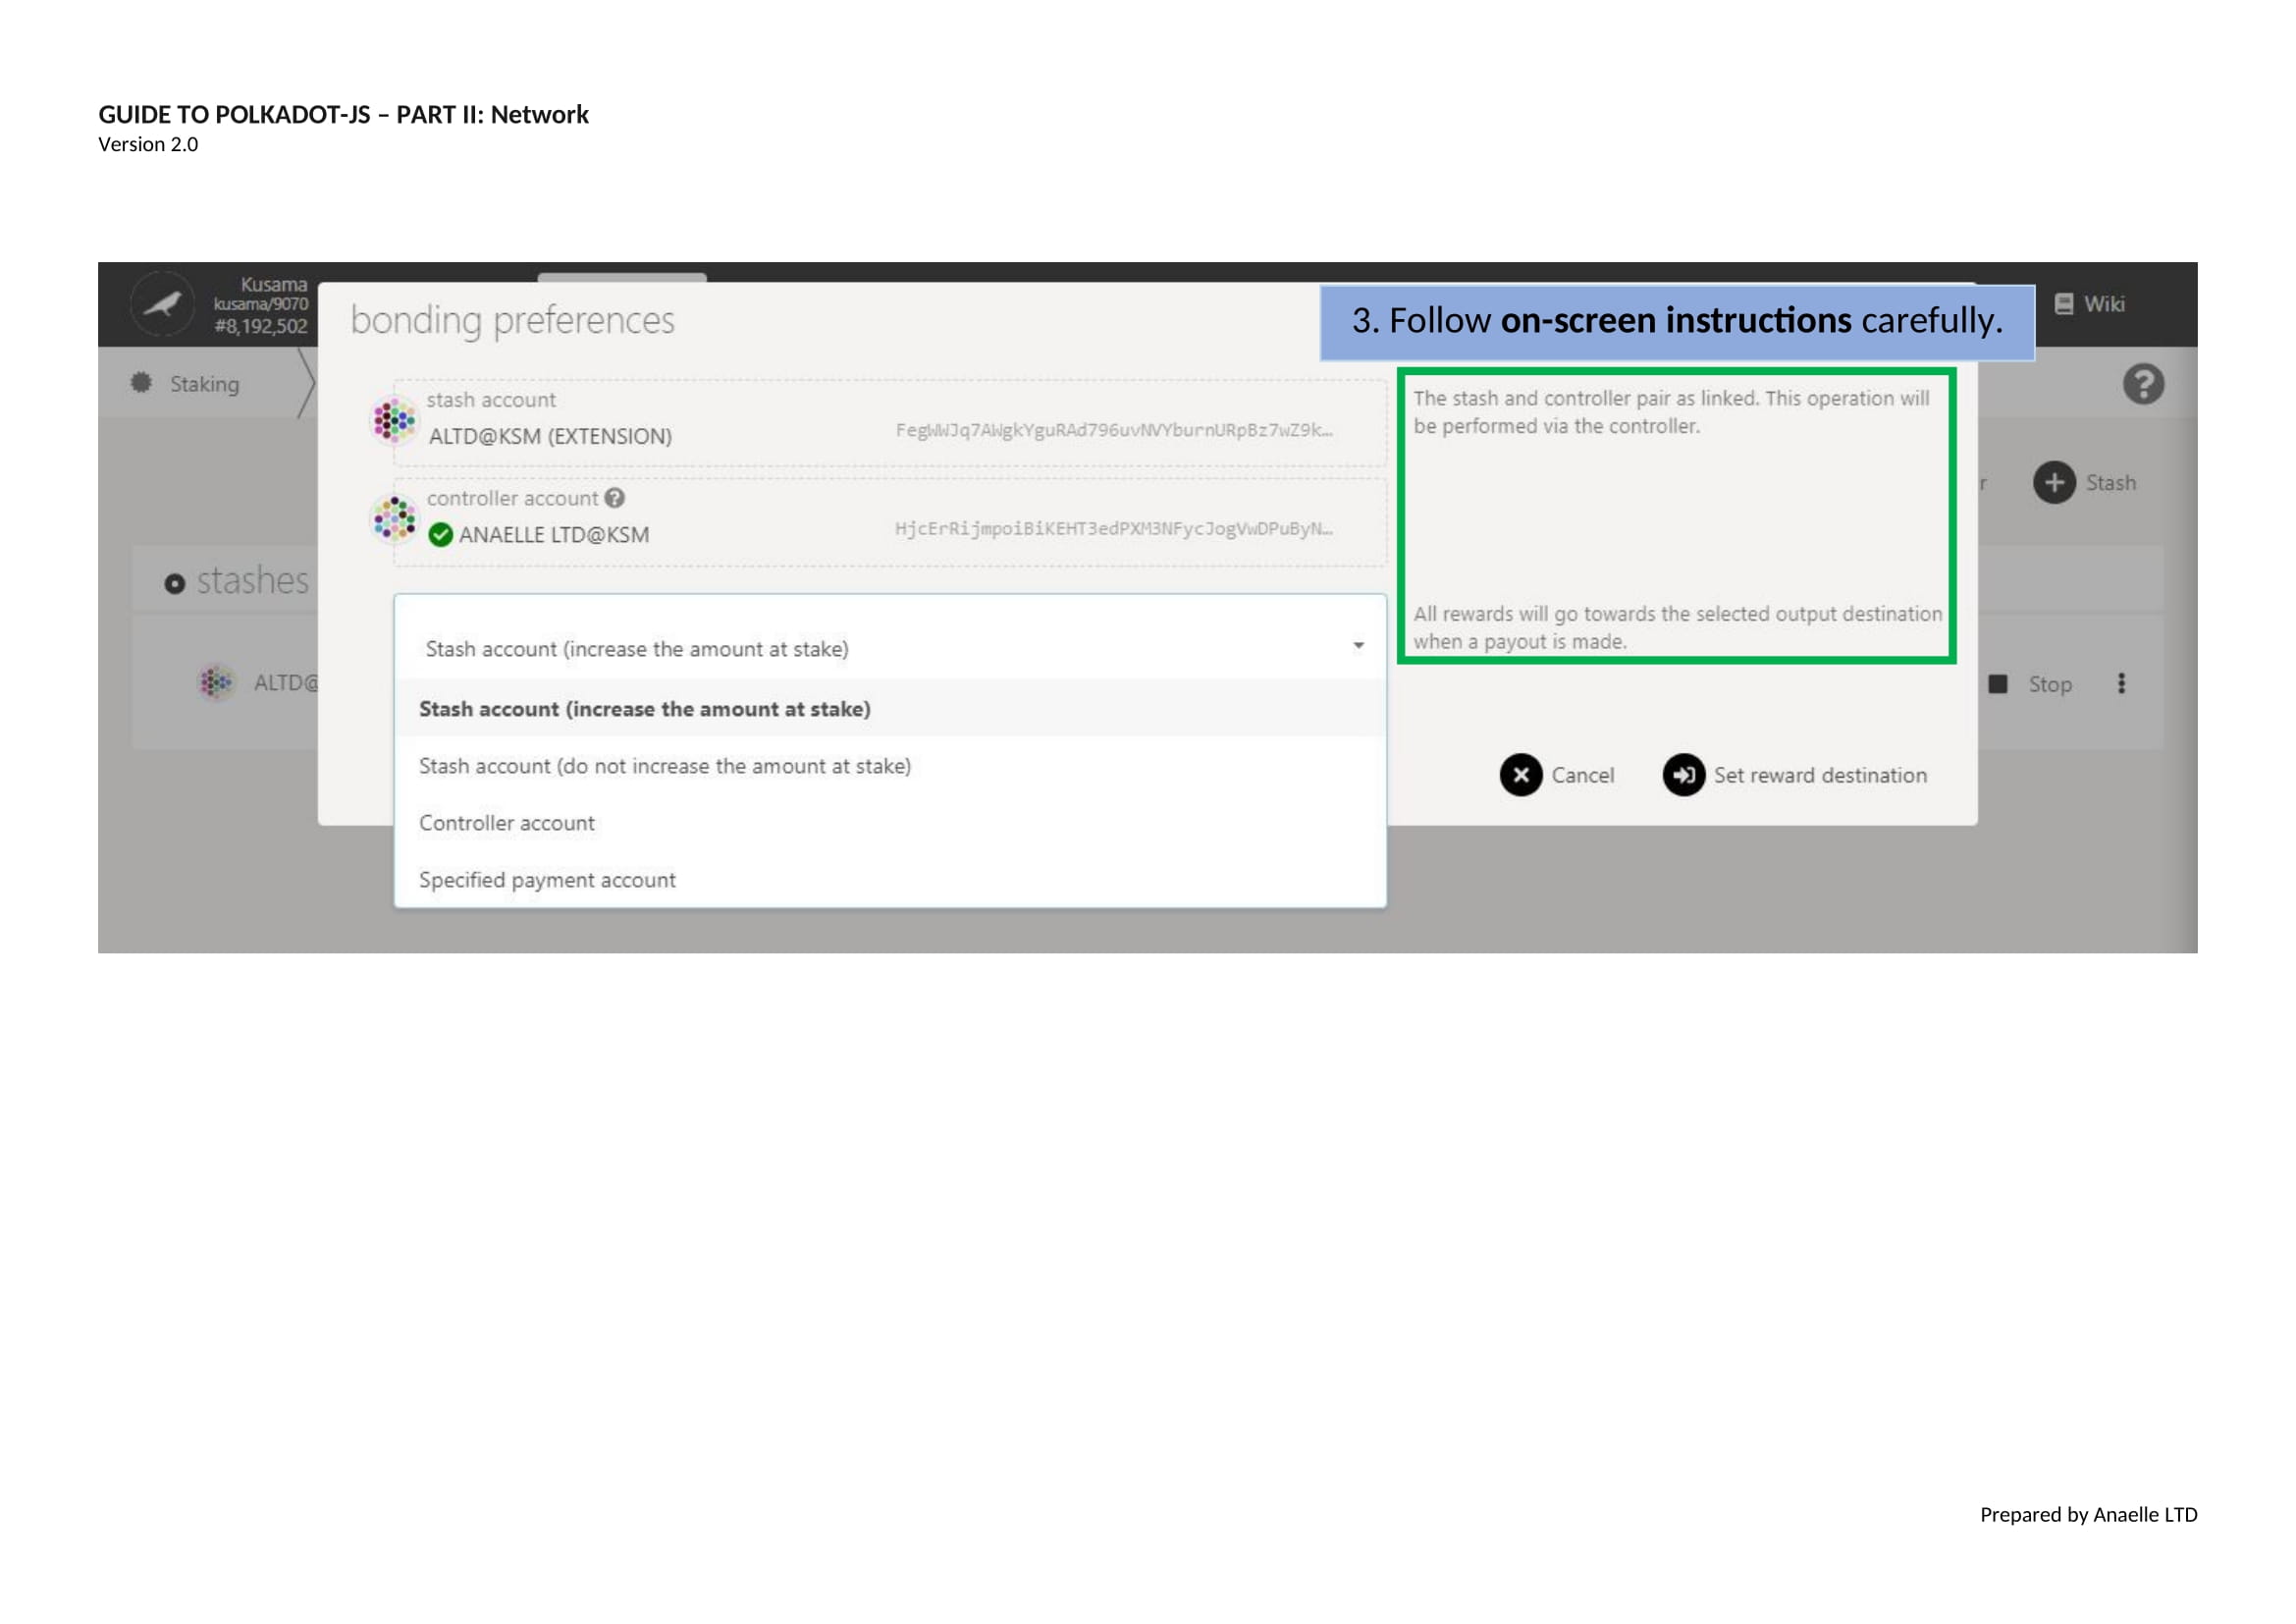 GUIDE TO POLKADOT-JS – PART II: Network
Version 2.0
Kusama
kusama/9070
#8,192,502
bonding preferences
3. Follow on-screen instructions carefully.
Wiki
Staking
stash account
ALTD@KSM (EXTENSION)
FegWWJq7AWgkYguRAd796uvNVYburnURpBz7wZ9k…
The stash and controller pair as linked. This operation will
be performed via the controller.
controller account
ANAELLE LTD@KSM
HjcErRijmpoiBiKEHT3edPXM3NFycJogVwDPuByN…
r
Stash
stashes
All rewards will go towards the selected output destination
when a payout is made.
Stash account (increase the amount at stake)
ALTD@
Stop
Stash account (increase the amount at stake)
Stash account (do not increase the amount at stake)
Cancel
Set reward destination
Controller account
Specified payment account
Prepared by Anaelle LTD